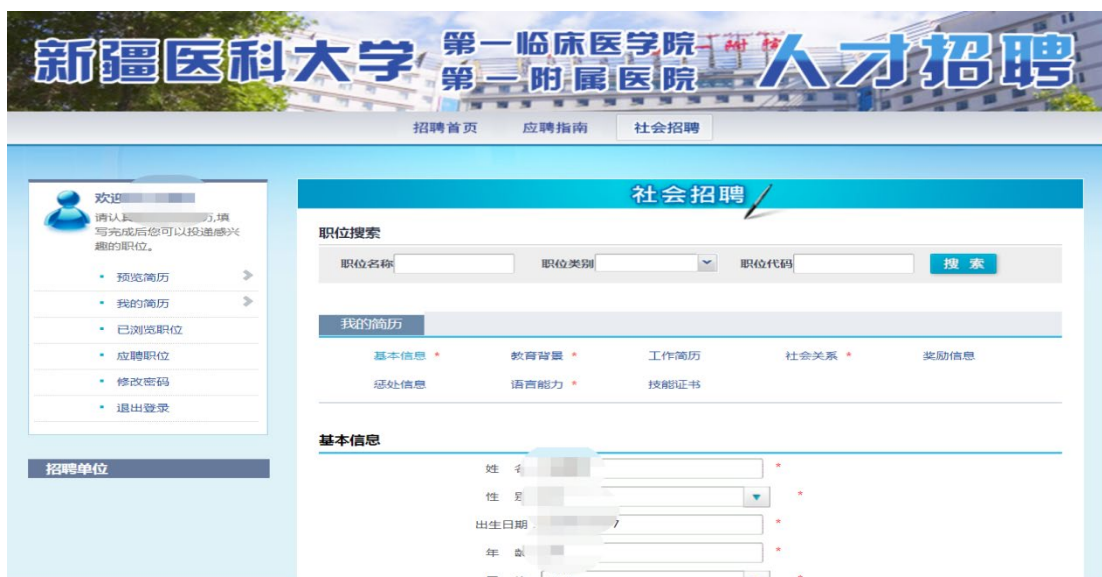 新疆医科大学 第一临床医学院 人才招聘
第一附属医院
招聘首页 应聘指南 社会招聘
欢迎
请认真
历,填
写完成后您可以投递感兴
趣的职位。
· 预览简历
· 我的简历
· 已浏览职位
· 应聘职位
· 修改密码
· 退出登录
招聘单位
社会招聘
职位搜索
职位名称 职位类别 职位代码 搜 索
我的简历
基本信息 * 教育背景 * 工作简历 社会关系 * 奖励信息
惩处信息 语言能力 * 技能证书
基本信息
姓 *
性 *
出生日期 7 *
年 *